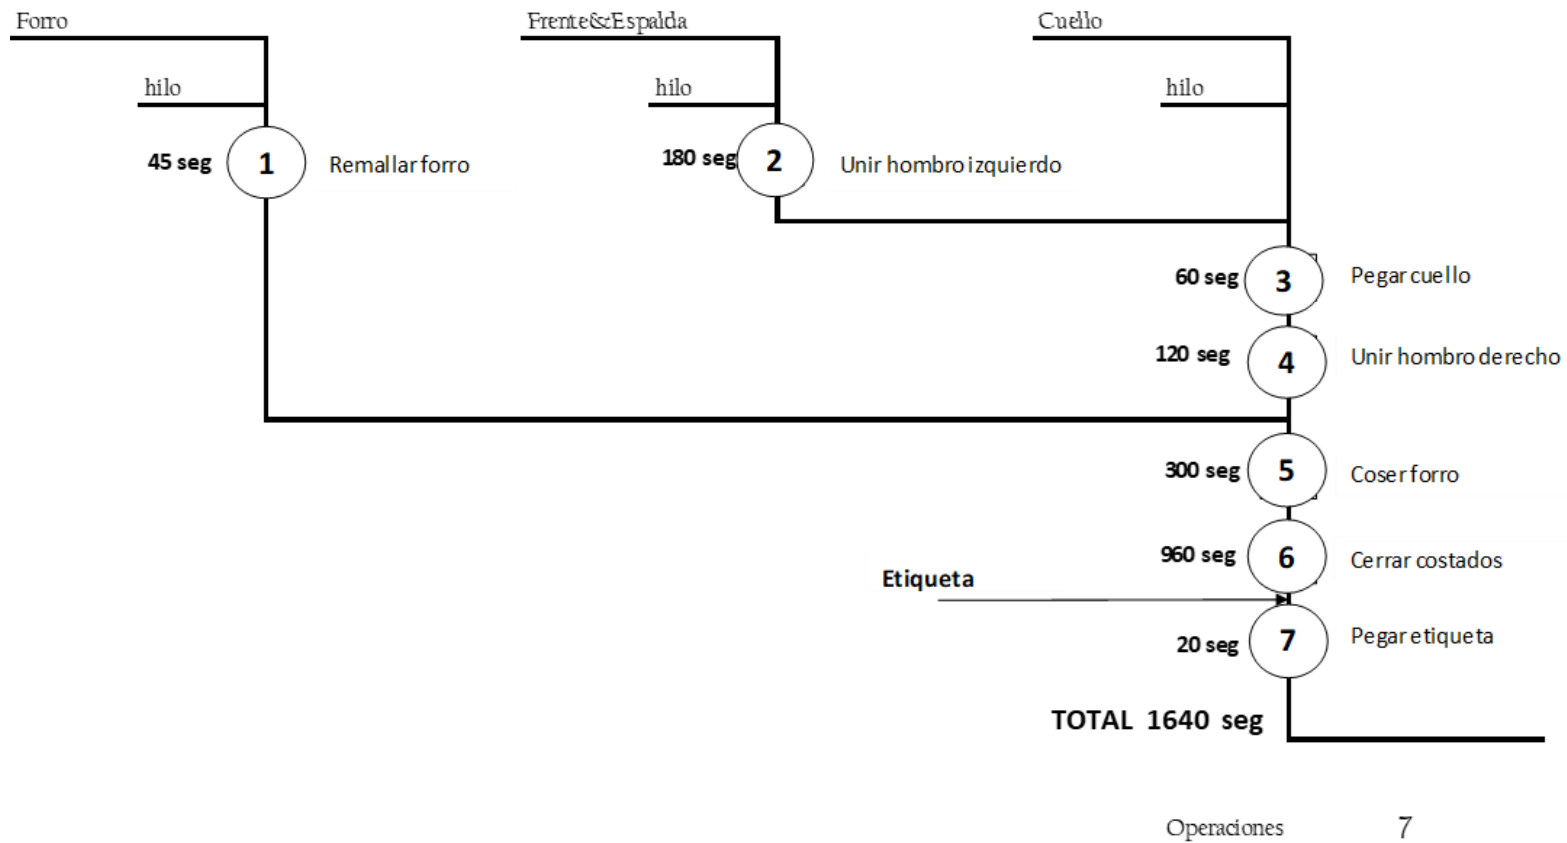 Forro
Frente&Espalda
Cuello
hilo
hilo
hilo
45 seg
1
Remallar forro
180 seg
2
Unir hombro izquierdo
60 seg
3
Pegar cuello
120 seg
4
Unir hombro derecho
300 seg
5
Coser forro
960 seg
6
Cerrar costados
Etiqueta
20 seg
7
Pegar etiqueta
TOTAL 1640 seg
Operaciones 7